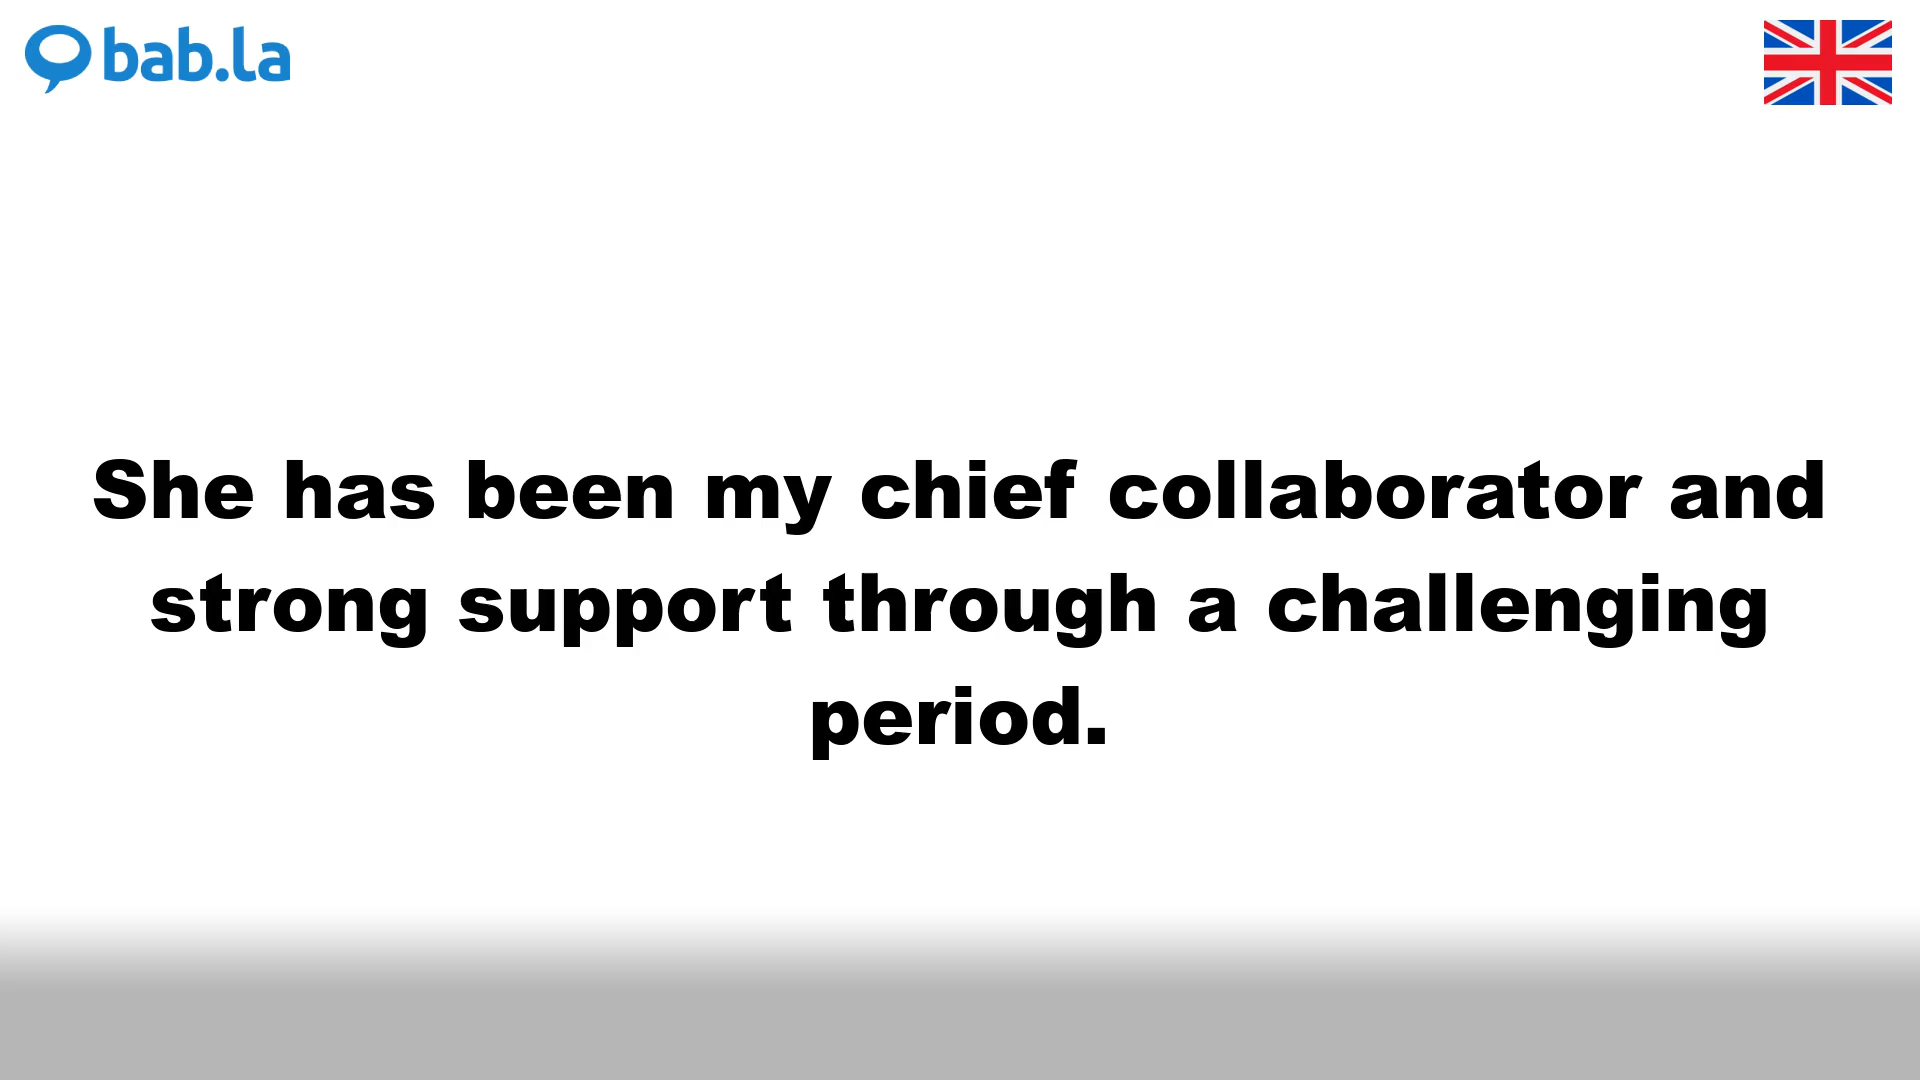 bab.la
She has been my chief collaborator and
strong support through a challenging
period.